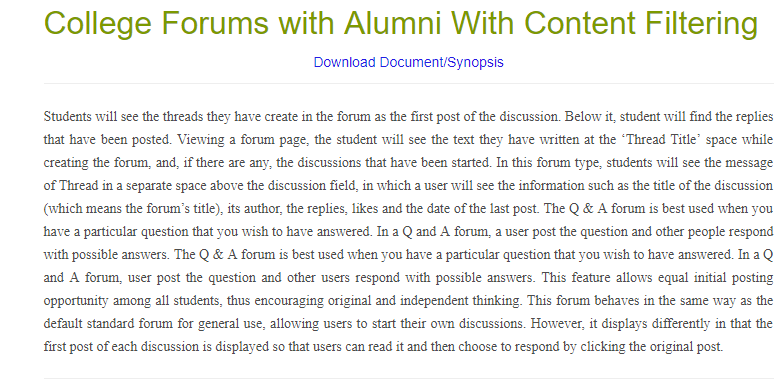 College Forums with Alumni With Content Filtering
Download Document/Synopsis
Students will see the threads they have create in the forum as the first post of the discussion. Below it, student will find the replies
that have been posted. Viewing a forum page, the student will see the text they have written at the ‘Thread Title’ space while
creating the forum, and, if there are any, the discussions that have been started. In this forum type, students will see the message
of Thread in a separate space above the discussion field, in which a user will see the information such as the title of the discussion
(which means the forum’s title), its author, the replies, likes and the date of the last post. The Q & A forum is best used when you
have a particular question that you wish to have answered. In a Q and A forum, a user post the question and other people respond
with possible answers. The Q & A forum is best used when you have a particular question that you wish to have answered. In a Q
and A forum, user post the question and other users respond with possible answers. This feature allows equal initial posting
opportunity among all students, thus encouraging original and independent thinking. This forum behaves in the same way as the
default standard forum for general use, allowing users to start their own discussions. However, it displays differently in that the
first post of each discussion is displayed so that users can read it and then choose to respond by clicking the original post.